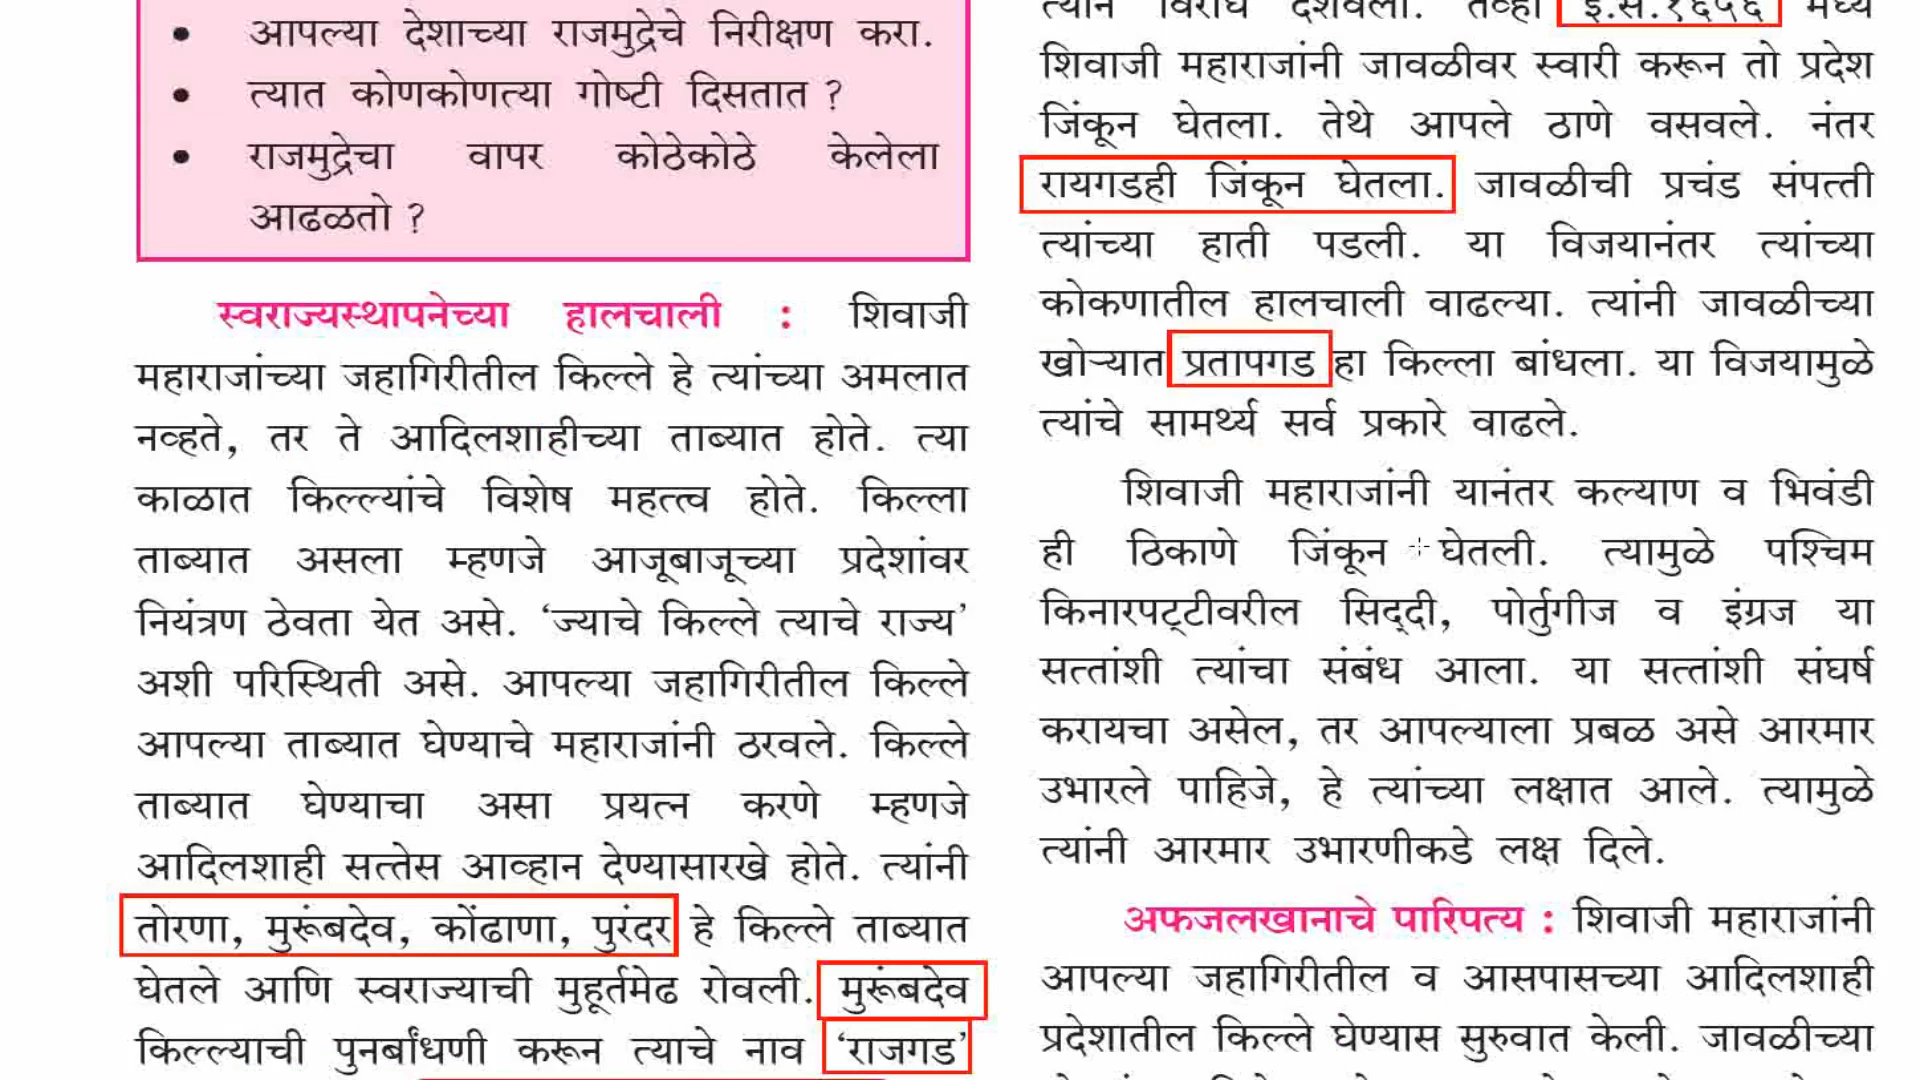 • आपल्या देशाच्या राजमुद्रेचे निरीक्षण करा.
• त्यात कोणकोणत्या गोष्टी दिसतात ?
• राजमुद्रेचा वापर कोठेकोठे केलेला
आढळतो ?
स्वराज्यस्थापनेच्या हालचाली : शिवाजी
महाराजांच्या जहागिरीतील किल्ले हे त्यांच्या अमलात
नव्हते, तर ते आदिलशाहीच्या ताब्यात होते. त्या
काळात किल्ल्यांचे विशेष महत्त्व होते. किल्ला
ताब्यात असला म्हणजे आजूबाजूच्या प्रदेशांवर
नियंत्रण ठेवता येत असे. ‘ज्याचे किल्ले त्याचे राज्य’
अशी परिस्थिती असे. आपल्या जहागिरीतील किल्ले
आपल्या ताब्यात घेण्याचे महाराजांनी ठरवले. किल्ले
ताब्यात घेण्याचा असा प्रयत्न करणे म्हणजे
आदिलशाही सत्तेस आव्हान देण्यासारखे होते. त्यांनी
तोरणा, मुरूंबदेव, कोंढाणा, पुरंदर हे किल्ले ताब्यात
घेतले आणि स्वराज्याची मुहूर्तमेढ रोवली. मुरूंबदेव
किल्ल्याची पुनर्बांधणी करून त्याचे नाव ‘राजगड’
त्याने विरोध दर्शवला. तेव्हा इ.स.१६५६ मध्ये
शिवाजी महाराजांनी जावळीवर स्वारी करून तो प्रदेश
जिंकून घेतला. तेथे आपले ठाणे वसवले. नंतर
रायगडही जिंकून घेतला. जावळीची प्रचंड संपत्ती
त्यांच्या हाती पडली. या विजयानंतर त्यांच्या
कोकणातील हालचाली वाढल्या. त्यांनी जावळीच्या
खोऱ्यात प्रतापगड हा किल्ला बांधला. या विजयामुळे
त्यांचे सामर्थ्य सर्व प्रकारे वाढले.
शिवाजी महाराजांनी यानंतर कल्याण व भिवंडी
ही ठिकाणे जिंकून घेतली. त्यामुळे पश्चिम
किनारपट्टीवरील सिद्दी, पोर्तुगीज व इंग्रज या
सत्तांशी त्यांचा संबंध आला. या सत्तांशी संघर्ष
करायचा असेल, तर आपल्याला प्रबळ असे आरमार
उभारले पाहिजे, हे त्यांच्या लक्षात आले. त्यामुळे
त्यांनी आरमार उभारणीकडे लक्ष दिले.
अफजलखानाचे पारिपत्य : शिवाजी महाराजांनी
आपल्या जहागिरीतील व आसपासच्या आदिलशाही
प्रदेशातील किल्ले घेण्यास सुरुवात केली. जावळीच्या